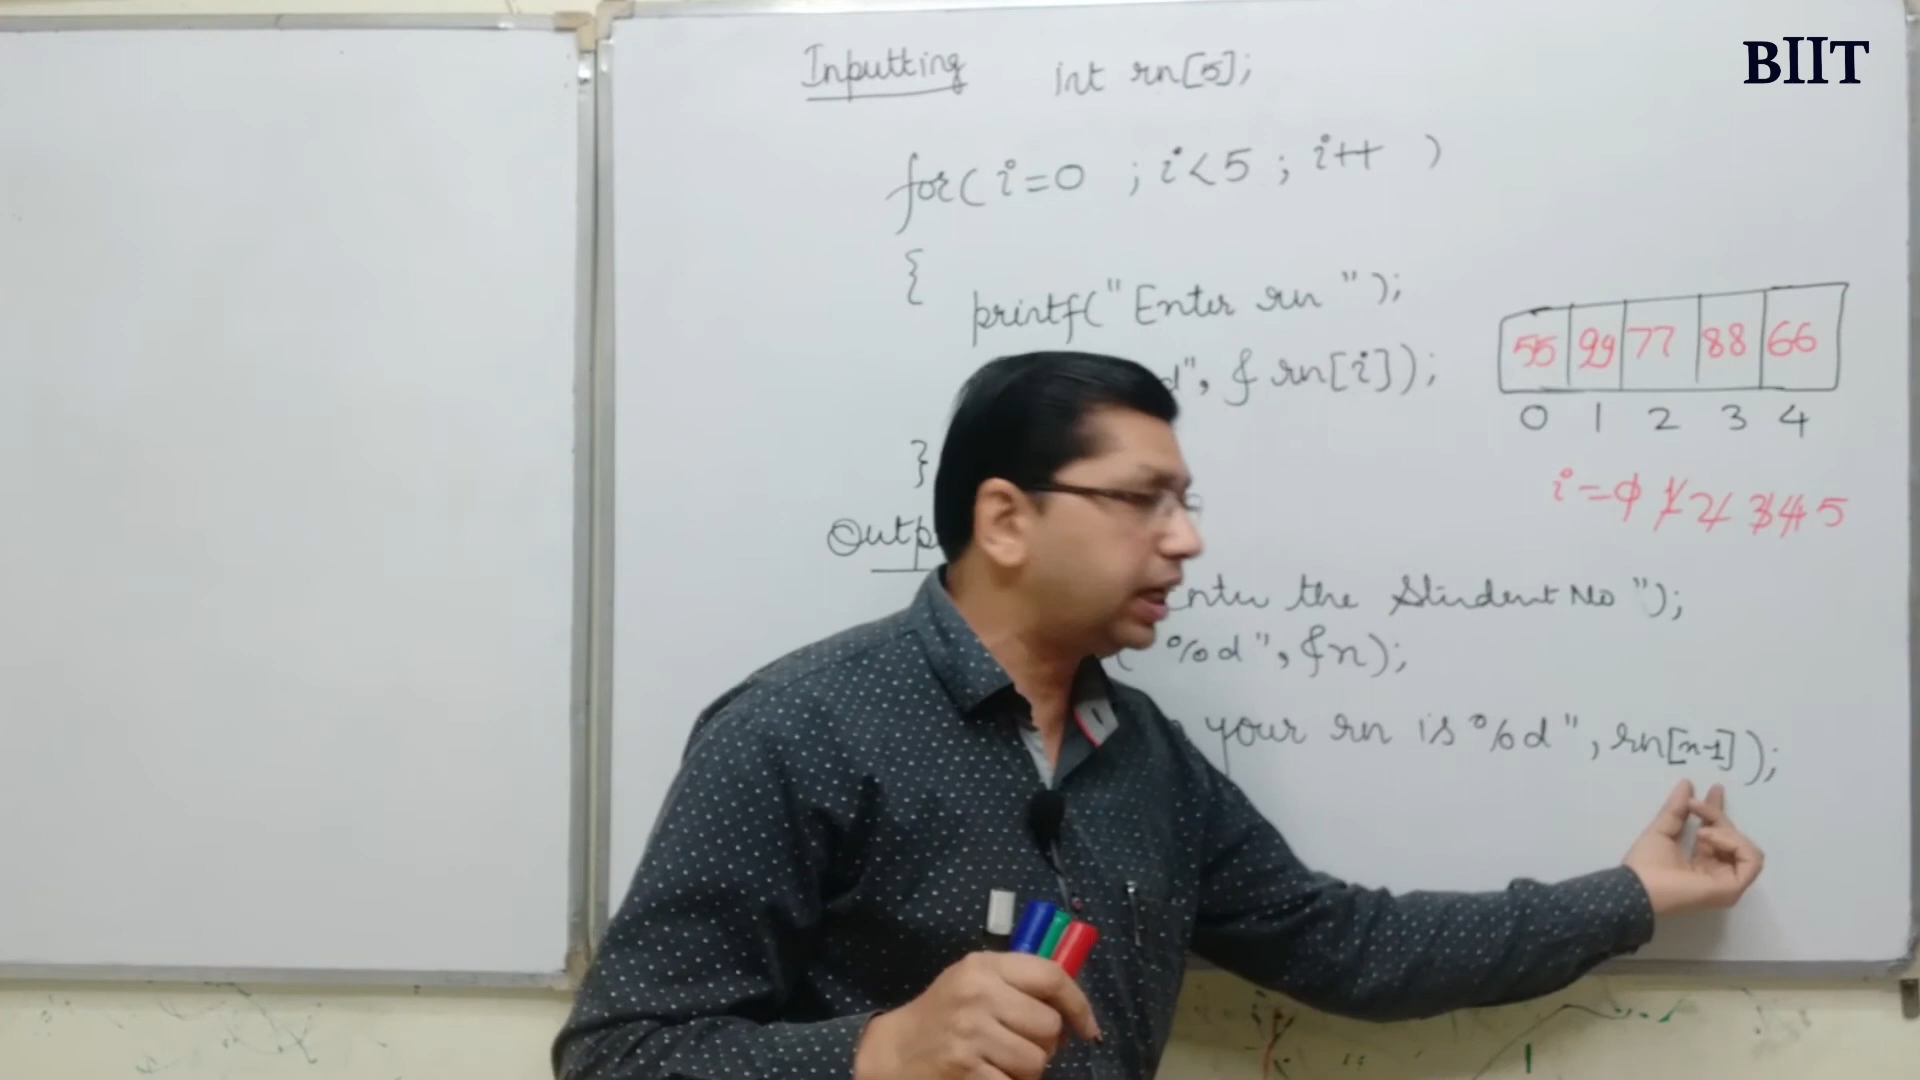 BIIT
Inputting int rn[5];
for( i=0 ; i<5 ; i++ )
{
printf("Enter rn ");
d", & rn[i]);
}
55 99 77 88 66
0 1 2 3 4
i=0 1 2 3 4 5
Outp
Enter the Student No ");
( "%d", &n);
your rn is %d", rn[n-1]);